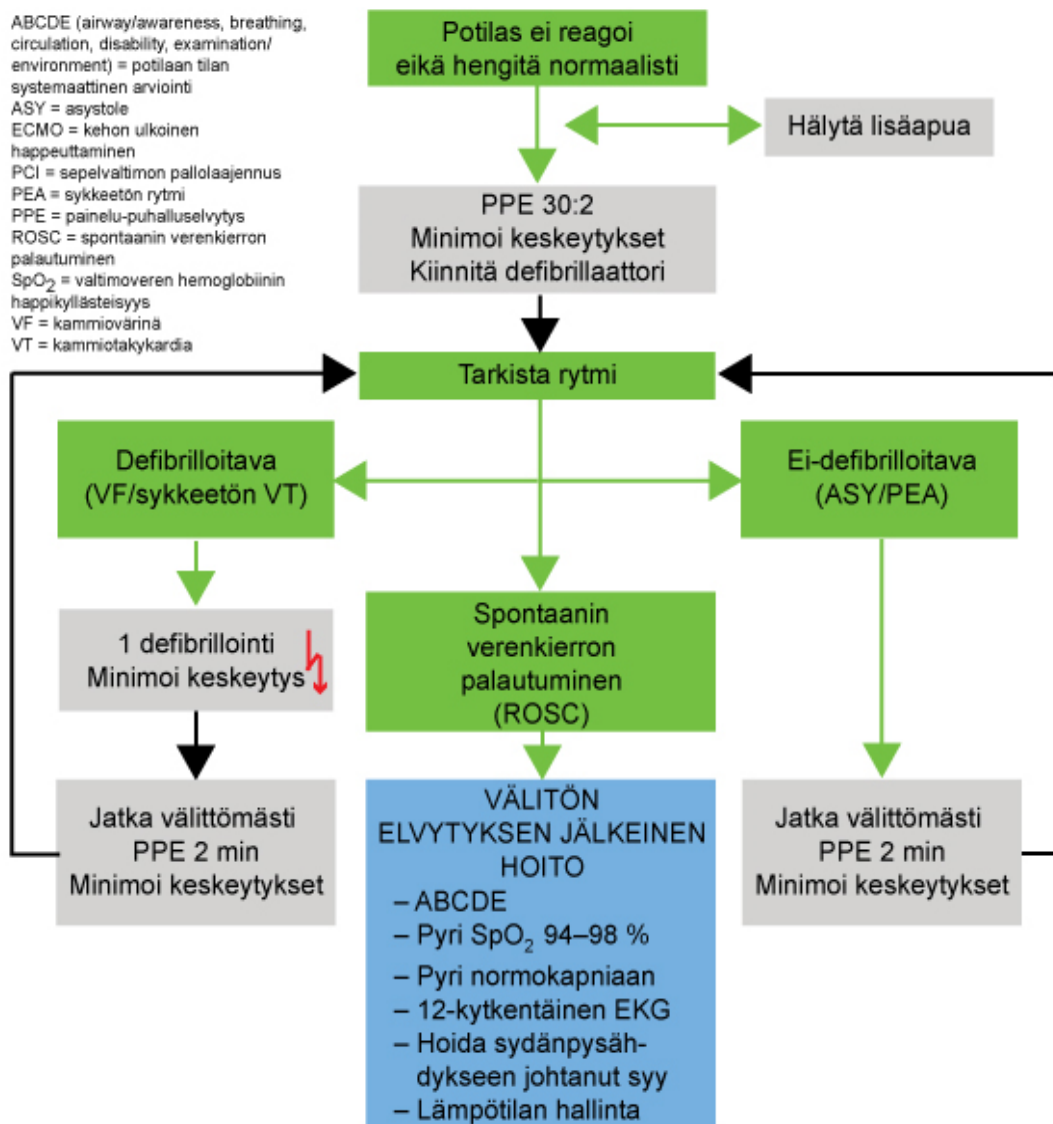 ABCDE (airway/awareness, breathing,
circulation, disability, examination/
environment) = potilaan tilan
systemaattinen arviointi
ASY = asystole
ECMO = kehon ulkoinen
happeuttaminen
PCI = sepelvaltimon pallolaajennus
PEA = sykkeetön rytmi
PPE = painelu-puhalluselvytys
ROSC = spontaanin verenkierron
palautuminen
SpO₂ = valtimoveren hemoglobiinin
happikyllästeisyys
VF = kammiovärinä
VT = kammiotakykardia
Potilas ei reagoi
eikä hengitä normaalisti
Hälytä lisäapua
PPE 30:2
Minimoi keskeytykset
Kiinnitä defibrillaattori
Tarkista rytmi
Defibrilloitava
(VF/sykkeetön VT)
Ei-defibrilloitava
(ASY/PEA)
1 defibrillointi
Minimoi keskeytys
Spontaanin
verenkierron
palautuminen
(ROSC)
Jatka välittömästi
PPE 2 min
Minimoi keskeytykset
VÄLITÖN
ELVYTYKSEN JÄLKEINEN
HOITO
– ABCDE
– Pyri SpO₂ 94–98 %
– Pyri normokapniaan
– 12-kytkentäinen EKG
– Hoida sydänpysäh-
dykseen johtanut syy
– Lämpötilan hallinta
Jatka välittömästi
PPE 2 min
Minimoi keskeytykset